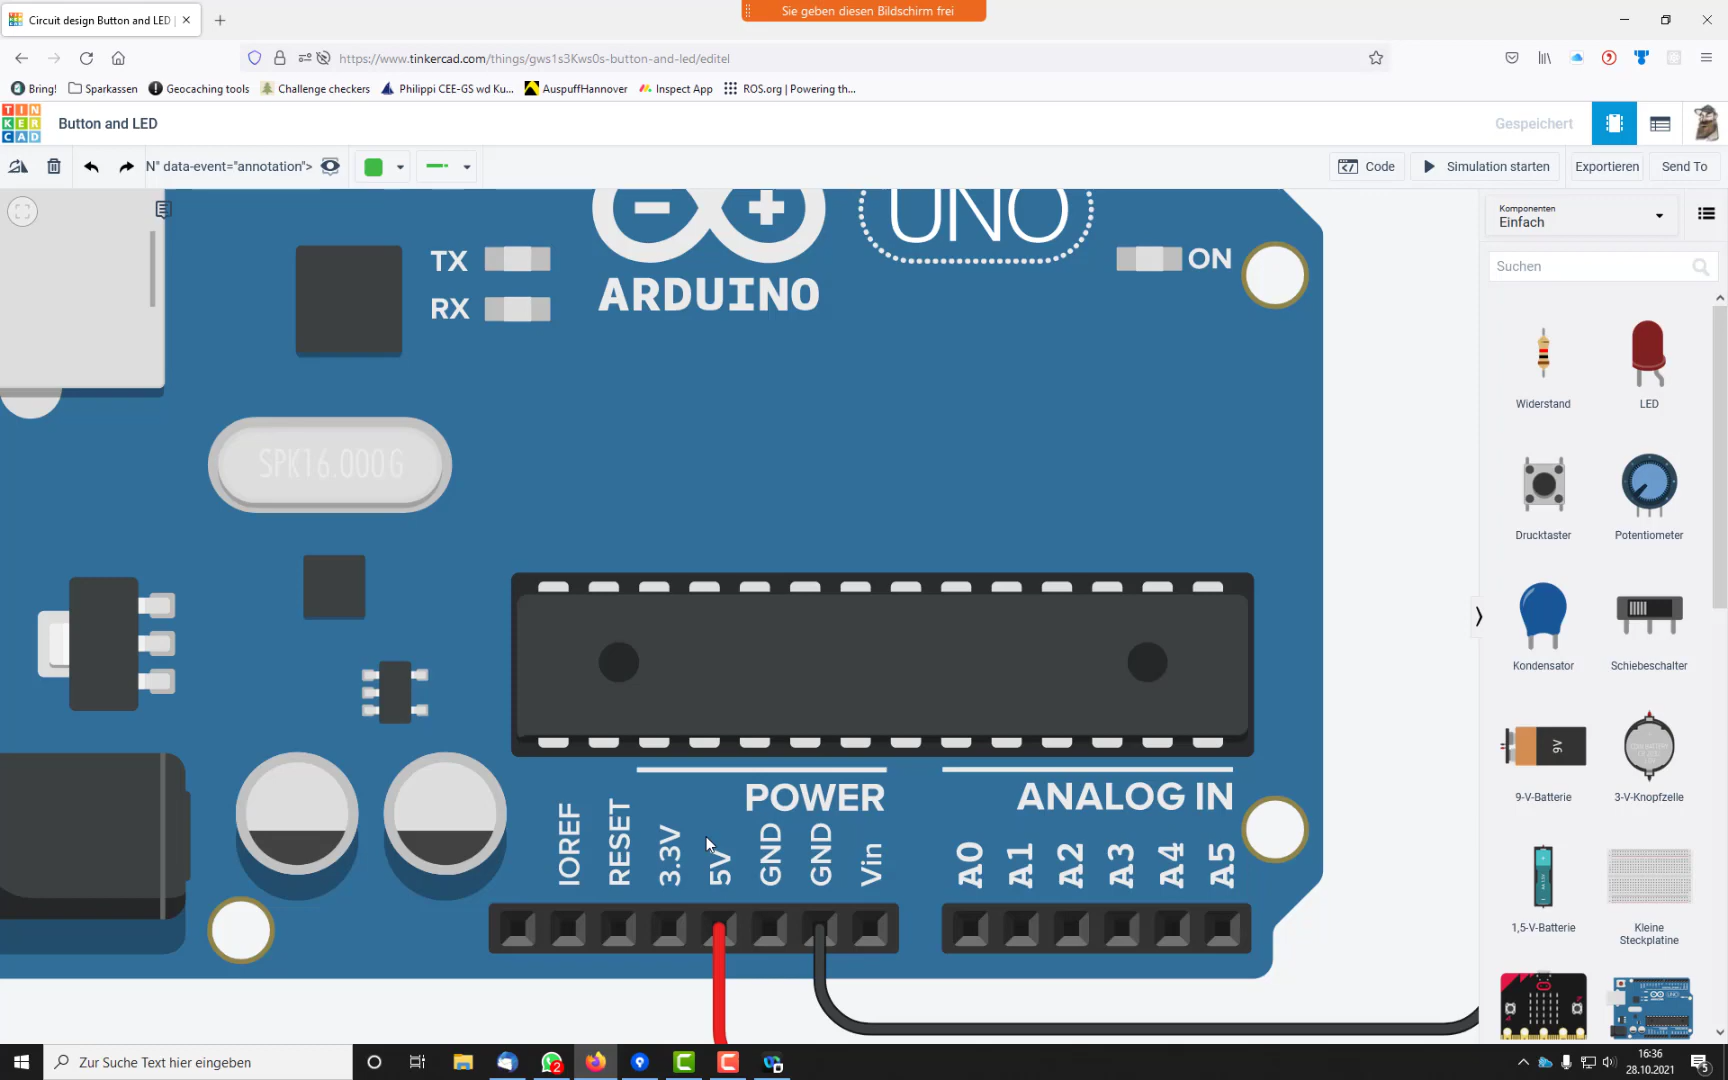 Sie geben diesen Bildschirm frei
Circuit design Button and LED |
https://www.tinkercad.com/things/gws1s3Kws0s-button-and-led/editel
Bring!
Sparkassen
Geocaching tools
Challenge checkers
Philippi CEE-GS wd Ku...
AuspuffHannover
Inspect App
ROS.org | Powering th...
TIN
KER
CAD
Button and LED
Gespeichert
N" data-event="annotation">
Code
Simulation starten
Exportieren
Send To
Komponenten
Einfach
Suchen
UNO
TX
RX
ARDUINO
ON
SPK16.000G
POWER
ANALOG IN
IOREF
RESET
3.3V
5V
GND
GND
Vin
A0
A1
A2
A3
A4
A5
Widerstand
LED
Drucktaster
Potentiometer
Kondensator
Schiebeschalter
9V
9-V-Batterie
3-V-Knopfzelle
1,5-V-Batterie
Kleine
Steckplatine
Zur Suche Text hier eingeben
2
16:36
28.10.2021
5